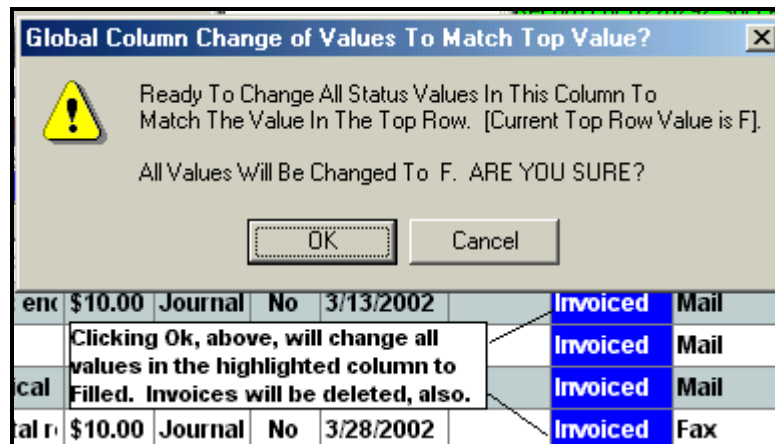 Global Column Change of Values To Match Top Value?
Ready To Change All Status Values In This Column To
Match The Value In The Top Row. [Current Top Row Value is F].
All Values Will Be Changed To F. ARE YOU SURE?
OK Cancel
enc $10.00 Journal No 3/13/2002 Invoiced Mail
Clicking Ok, above, will change all
Invoiced Mail
values in the highlighted column to
ical Filled. Invoices will be deleted, also. Invoiced Mail
tal $10.00 Journal No 3/28/2002 Invoiced Fax